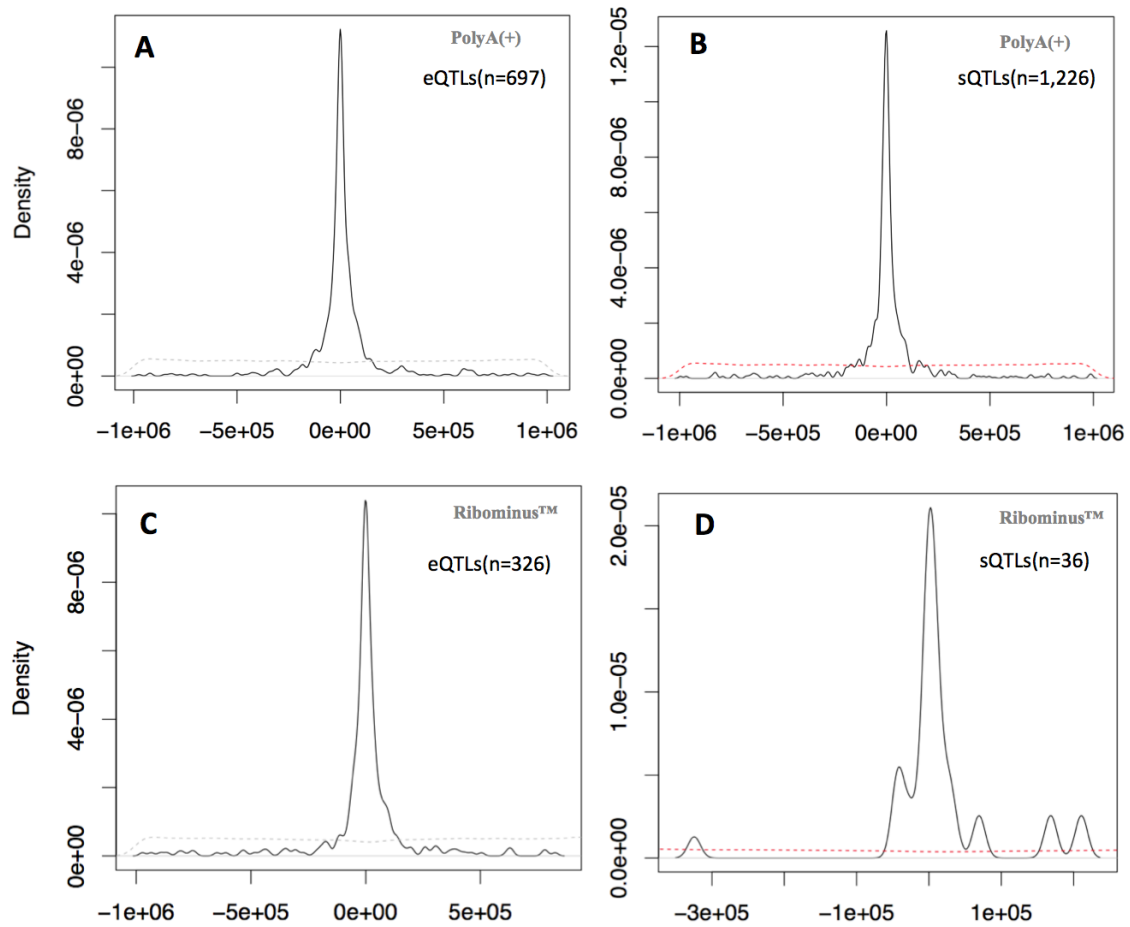 A
PolyA(+)
eQTLs(n=697)
Density
0e+00
4e−06
8e−06
−1e+06
−5e+05
0e+00
5e+05
1e+06
B
PolyA(+)
sQTLs(n=1,226)
0.0e+00
4.0e−06
8.0e−06
1.2e−05
−1e+06
−5e+05
0e+00
5e+05
1e+06
C
Ribominus™
eQTLs(n=326)
Density
0e+00
4e−06
8e−06
−1e+06
−5e+05
0e+00
5e+05
D
Ribominus™
sQTLs(n=36)
0.0e+00
1.0e−05
2.0e−05
−3e+05
−1e+05
1e+05